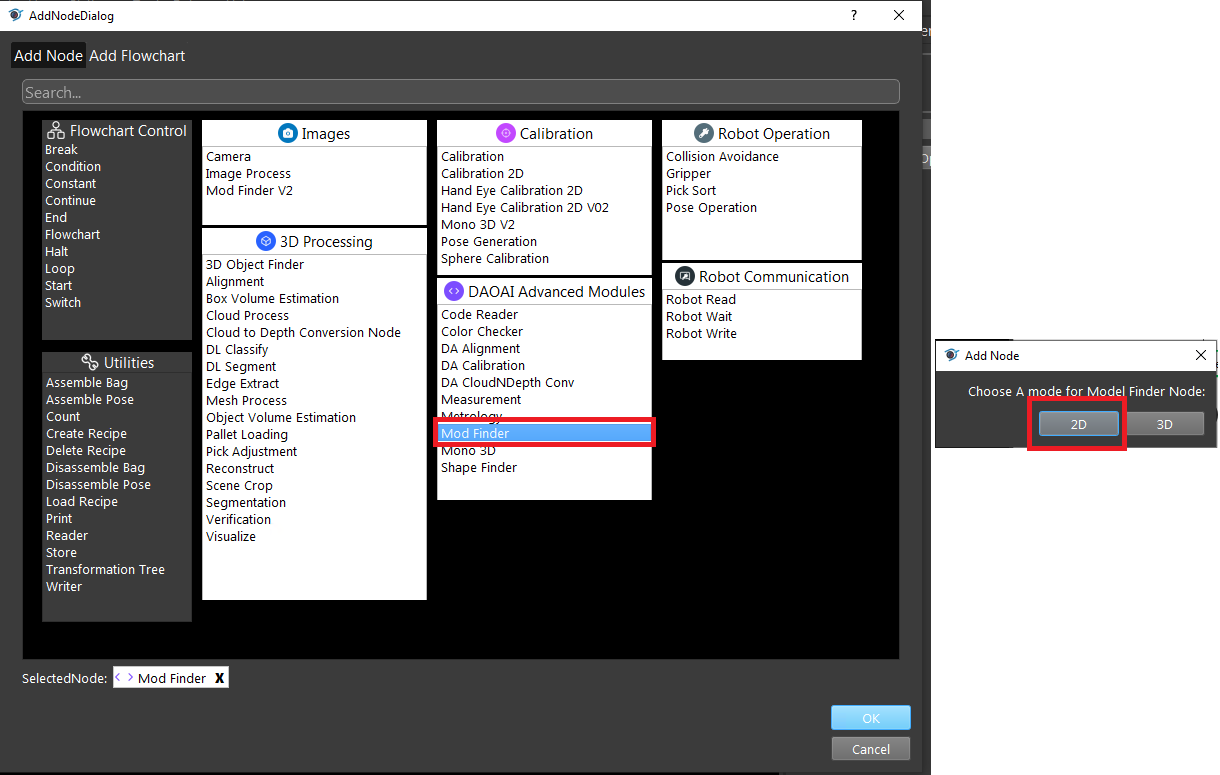 AddNodeDialog
?
Add Node
Add Flowchart
Search...
Flowchart Control
Break
Condition
Constant
Continue
End
Flowchart
Halt
Loop
Start
Switch
Utilities
Assemble Bag
Assemble Pose
Count
Create Recipe
Delete Recipe
Disassemble Bag
Disassemble Pose
Load Recipe
Print
Reader
Store
Transformation Tree
Writer
Images
Camera
Image Process
Mod Finder V2
3D Processing
3D Object Finder
Alignment
Box Volume Estimation
Cloud Process
Cloud to Depth Conversion Node
DL Classify
DL Segment
Edge Extract
Mesh Process
Object Volume Estimation
Pallet Loading
Pick Adjustment
Reconstruct
Scene Crop
Segmentation
Verification
Visualize
Calibration
Calibration
Calibration 2D
Hand Eye Calibration 2D
Hand Eye Calibration 2D V02
Mono 3D V2
Pose Generation
Sphere Calibration
DAOAI Advanced Modules
Code Reader
Color Checker
DA Alignment
DA Calibration
DA CloudNDepth Conv
Measurement
Metrology
Mod Finder
Mono 3D
Shape Finder
Robot Operation
Collision Avoidance
Gripper
Pick Sort
Pose Operation
Robot Communication
Robot Read
Robot Wait
Robot Write
SelectedNode: Mod Finder X
OK
Cancel
Add Node
Choose A mode for Model Finder Node:
2D
3D